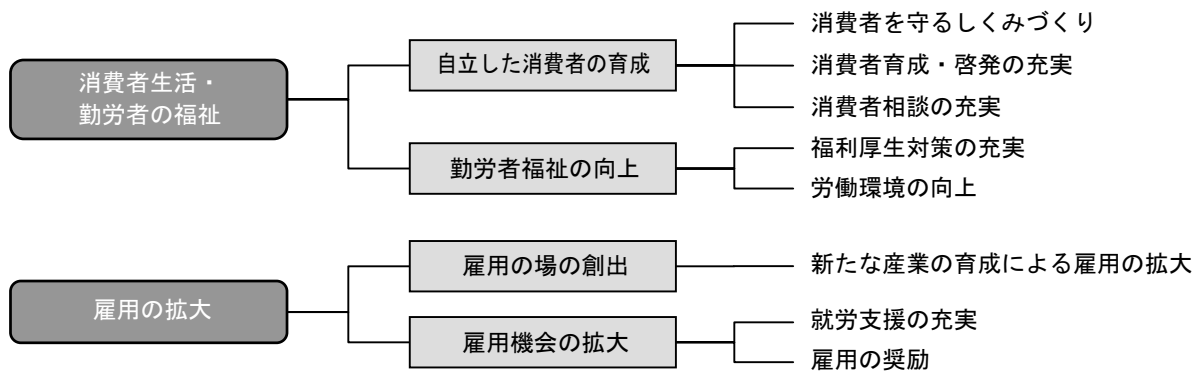 消費者生活・
勤労者の福祉
自立した消費者の育成
消費者を守るしくみづくり
消費者育成・啓発の充実
消費者相談の充実
勤労者福祉の向上
福利厚生対策の充実
労働環境の向上
雇用の拡大
雇用の場の創出
新たな産業の育成による雇用の拡大
雇用機会の拡大
就労支援の充実
雇用の奨励